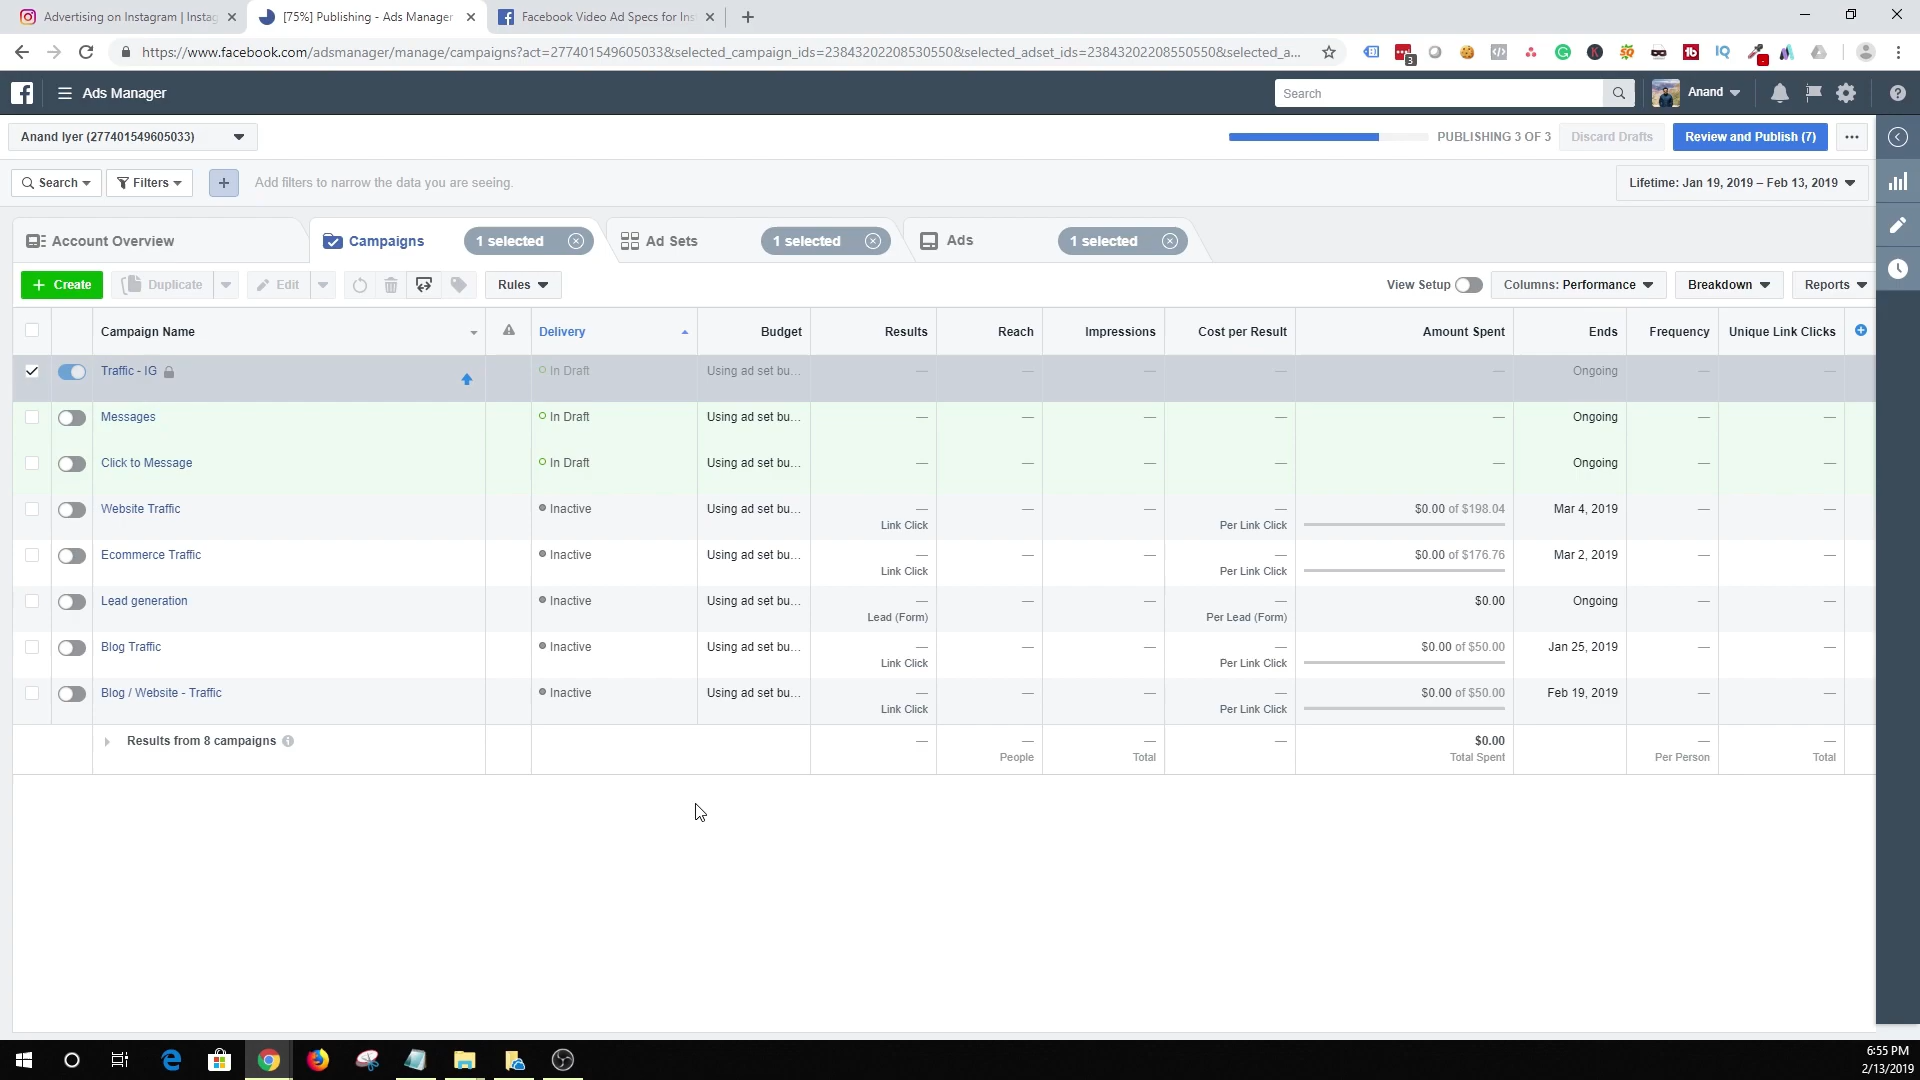 Advertising on Instagram | Instag
[75%] Publishing - Ads Manager
Facebook Video Ad Specs for Ins
https://www.facebook.com/adsmanager/manage/campaigns?act=277401549605033&selected_campaign_ids=23843202208530550&selected_adset_ids=23843202208550550&selected_a...
3
Ads Manager
Search
Anand
Anand Iyer (277401549605033)
PUBLISHING 3 OF 3
Discard Drafts
Review and Publish (7)
Search
Filters
Add filters to narrow the data you are seeing.
Lifetime: Jan 19, 2019 – Feb 13, 2019
Account Overview
Campaigns
1 selected
Ad Sets
1 selected
Ads
1 selected
+ Create
Duplicate
Edit
Rules
View Setup
Columns: Performance
Breakdown
Reports
Campaign Name Delivery Budget Results Reach Impressions Cost per Result Amount Spent Ends Frequency Unique Link Clicks
Traffic - IG In Draft Using ad set bu... — — — — — Ongoing — —
Messages In Draft Using ad set bu... — — — — — Ongoing — —
Click to Message In Draft Using ad set bu... — — — — — Ongoing — —
Website Traffic Inactive Using ad set bu... — — — — $0.00 of $198.04 Mar 4, 2019 — —
Link Click Per Link Click
Ecommerce Traffic Inactive Using ad set bu... — — — — $0.00 of $176.76 Mar 2, 2019 — —
Link Click Per Link Click
Lead generation Inactive Using ad set bu... — — — — $0.00 Ongoing — —
Lead (Form) Per Lead (Form)
Blog Traffic Inactive Using ad set bu... — — — — $0.00 of $50.00 Jan 25, 2019 — —
Link Click Per Link Click
Blog / Website - Traffic Inactive Using ad set bu... — — — — $0.00 of $50.00 Feb 19, 2019 — —
Link Click Per Link Click
Results from 8 campaigns — — — — $0.00 — —
People Total Total Spent Per Person Total
6:55 PM
2/13/2019